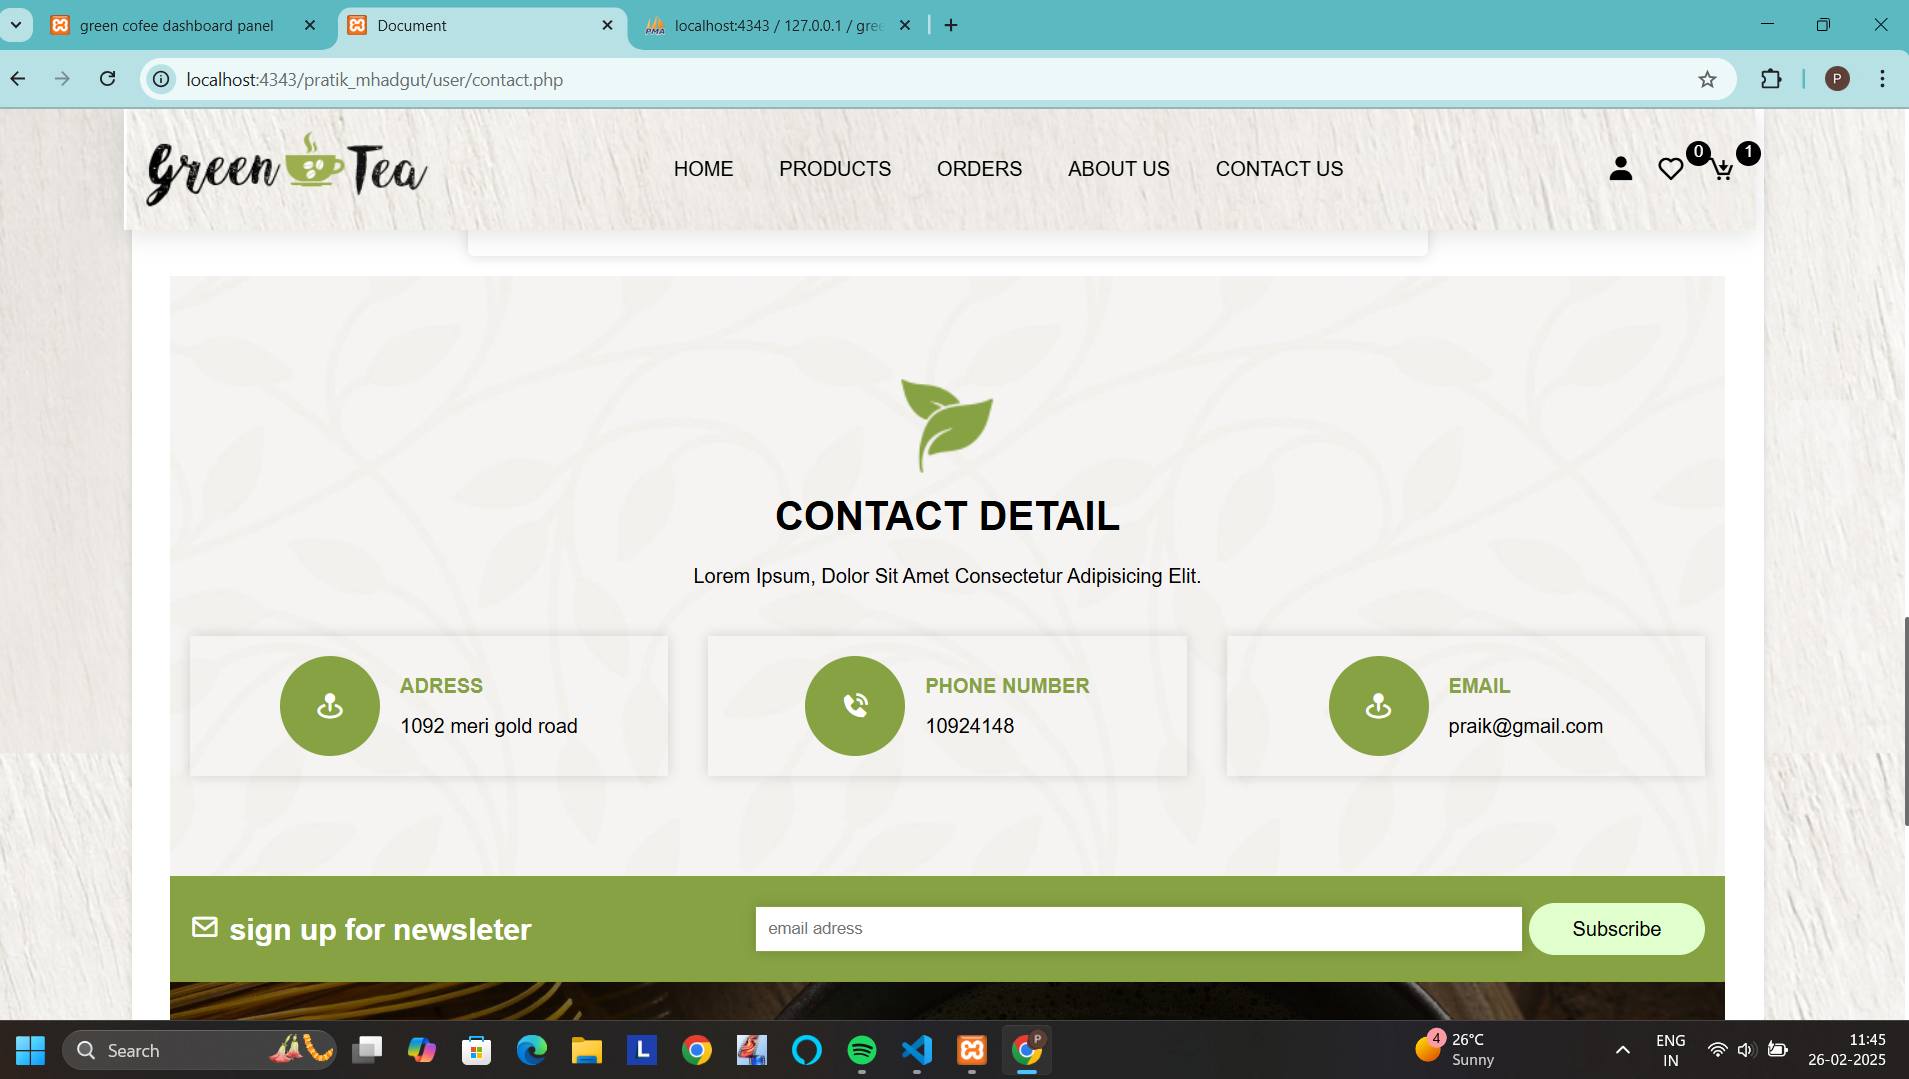 green cofee dashboard panel
Document
localhost:4343 / 127.0.0.1 / gree
localhost:4343/pratik_mhadgut/user/contact.php
P
Green Tea
HOME
PRODUCTS
ORDERS
ABOUT US
CONTACT US
0
1
CONTACT DETAIL
Lorem Ipsum, Dolor Sit Amet Consectetur Adipisicing Elit.
ADRESS
1092 meri gold road
PHONE NUMBER
10924148
EMAIL
praik@gmail.com
sign up for newsleter
email adress
Subscribe
Search
L
P
4
26°C
Sunny
ENG
IN
11:45
26-02-2025